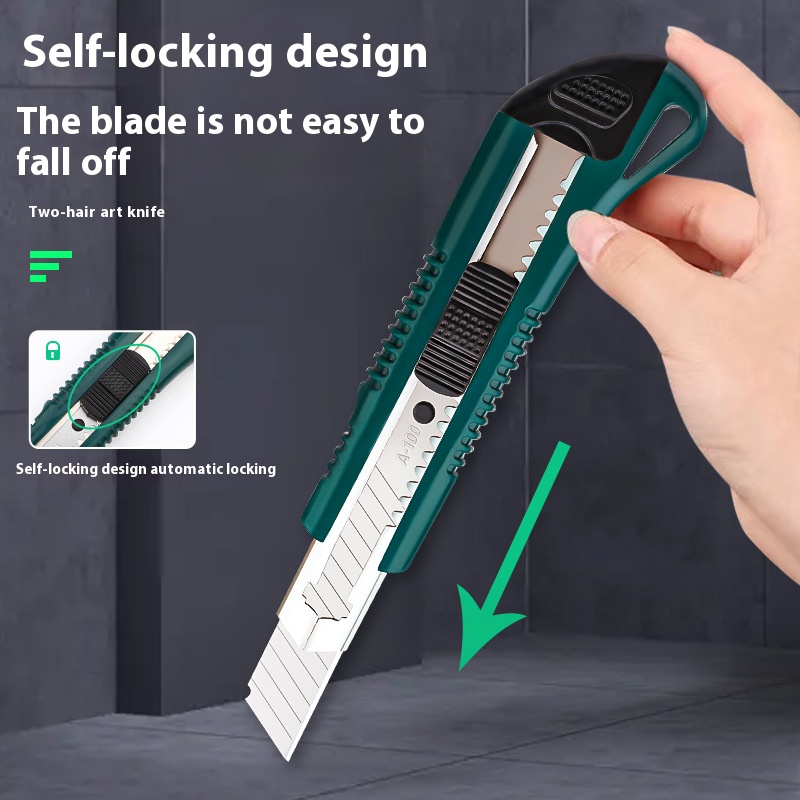 Self-locking design
The blade is not easy to
fall off
Two-hair art knife
Self-locking design automatic locking
A-100